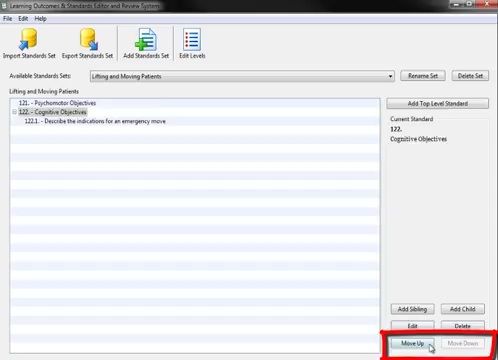 Learning Outcomes & Standards Editor and Review System
File Edit Help
Import Standards Set Export Standards Set Add Standards Set Edit Levels
Available Standards Sets: Lifting and Moving Patients Rename Set Delete Set
Lifting and Moving Patients
121. - Psychomotor Objectives
122. - Cognitive Objectives
122.1. - Describe the indications for an emergency move
Add Top Level Standard
Current Standard
122.
Cognitive Objectives
Add Sibling Add Child
Edit Delete
Move Up Move Down